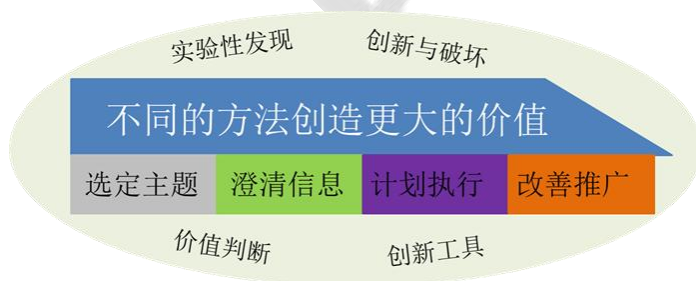 实验性发现
创新与破坏
不同的方法创造更大的价值
选定主题
澄清信息
计划执行
改善推广
价值判断
创新工具